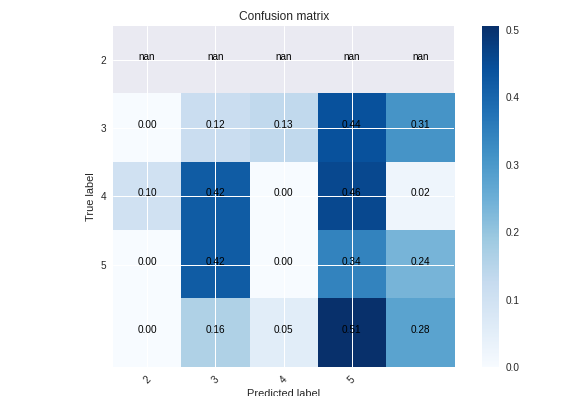 Confusion matrix
0.5
2 nan nan nan nan nan
0.4
3 0.00 0.12 0.13 0.44 0.31
0.3
4 0.10 0.42 0.00 0.46 0.02
0.2
5 0.00 0.42 0.00 0.34 0.24
0.1
0.00 0.16 0.05 0.51 0.28
0.0
True label
2 3 4 5
Predicted label